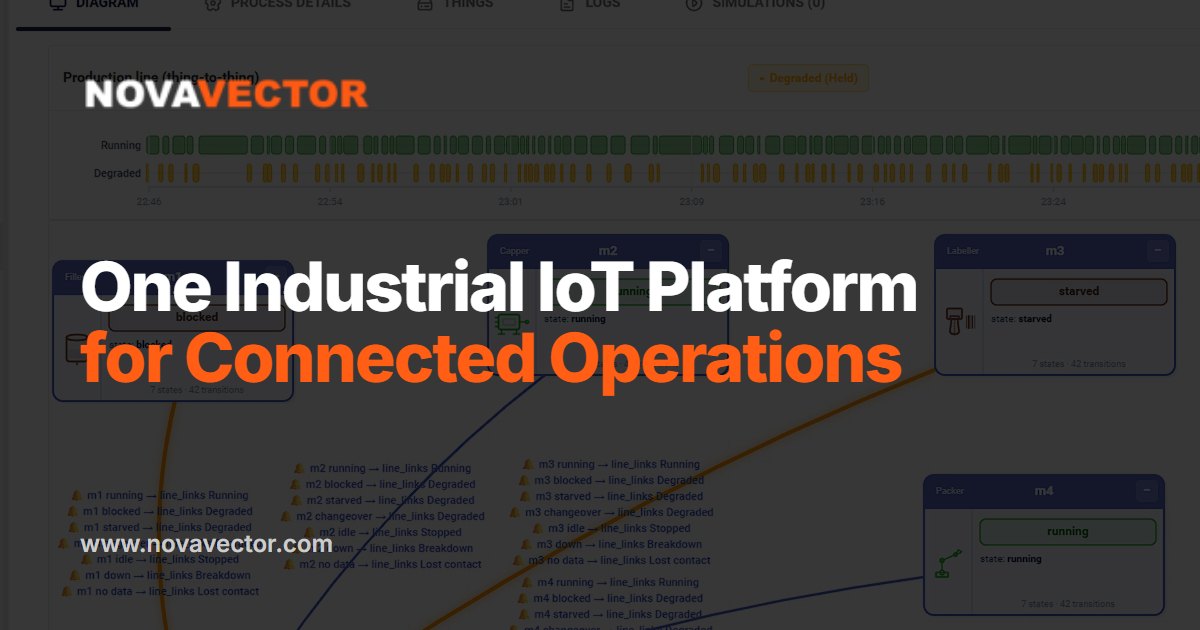 DIAGRAM
PROCESS DETAILS
THINGS
LOGS
SIMULATIONS (0)
Production line (thing-to-thing)
Degraded (Held)
NOVAVECTOR
Running
Degraded
22:46 22:54 23:01 23:09 23:16 23:24
Capper m2
Labeller m3
starved
state: starved
7 states · 42 transitions
One Industrial IoT Platform
blocked
state: running
for Connected Operations
7 states · 42 transitions
m2 running → line_links Running
m2 blocked → line_links Degraded
m2 starved → line_links Degraded
m2 changeover → line_links Degraded
m2 idle → line_links Stopped
m2 no data → line_links Lost contact
m3 running → line_links Running
m3 blocked → line_links Degraded
m3 starved → line_links Degraded
m3 changeover → line_links Degraded
m3 idle → line_links Stopped
m3 down → line_links Breakdown
m3 no data → line_links Lost contact
m1 running → line_links Running
m1 blocked → line_links Degraded
m1 starved → line_links Degraded
www.novavector.com
m1 idle → line_links Stopped
m1 down → line_links Breakdown
m1 no data → line_links Lost contact
m4 running → line_links Running
m4 blocked → line_links Degraded
m4 starved → line_links Degraded
Packer m4
running
state: running
7 states · 42 transitions